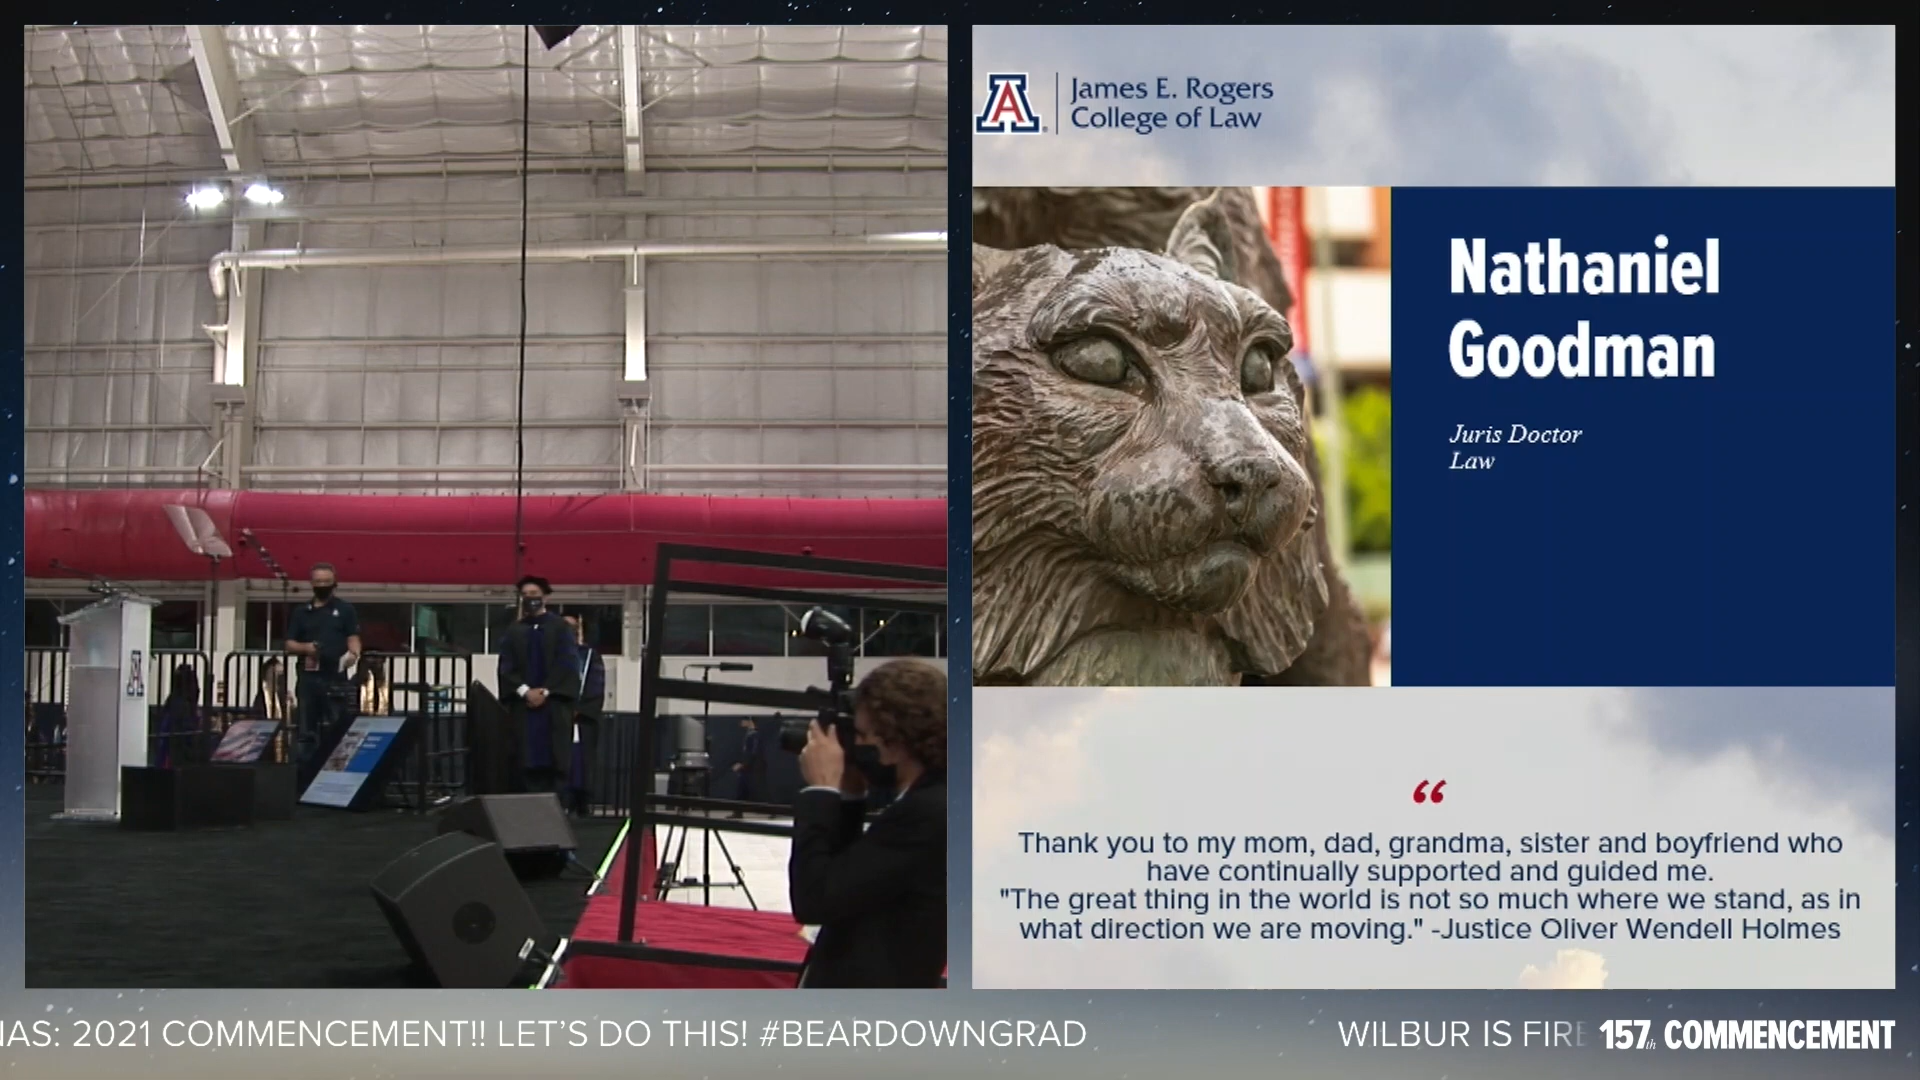 A
James E. Rogers
College of Law
Nathaniel
Goodman
Juris Doctor
Law
“
Thank you to my mom, dad, grandma, sister and boyfriend who
have continually supported and guided me.
"The great thing in the world is not so much where we stand, as in
what direction we are moving." -Justice Oliver Wendell Holmes
NAS: 2021 COMMENCEMENT!! LET'S DO THIS! #BEARDOWNGRAD
WILBUR IS FIRE
157th COMMENCEMENT